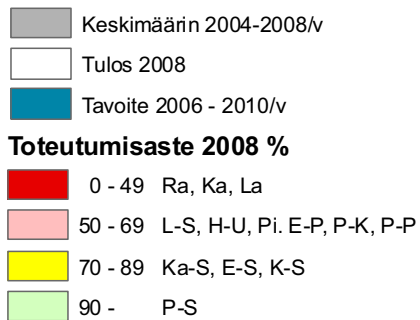 Keskimäärin 2004-2008/v
Tulos 2008
Tavoite 2006 - 2010/v
Toteutumisaste 2008 %
0 - 49 Ra, Ka, La
50 - 69 L-S, H-U, Pi. E-P, P-K, P-P
70 - 89 Ka-S, E-S, K-S
90 - P-S